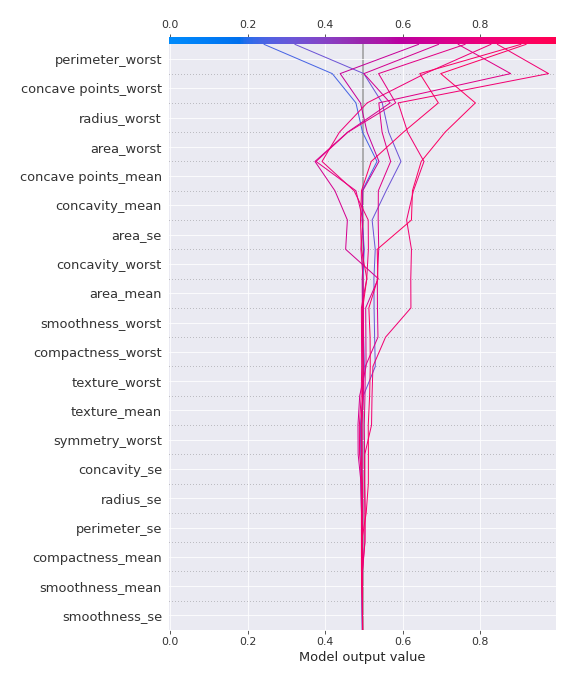 0.0 0.2 0.4 0.6 0.8
perimeter_worst
concave points_worst
radius_worst
area_worst
concave points_mean
concavity_mean
area_se
concavity_worst
area_mean
smoothness_worst
compactness_worst
texture_worst
texture_mean
symmetry_worst
concavity_se
radius_se
perimeter_se
compactness_mean
smoothness_mean
smoothness_se
0.0 0.2 0.4 0.6 0.8
Model output value